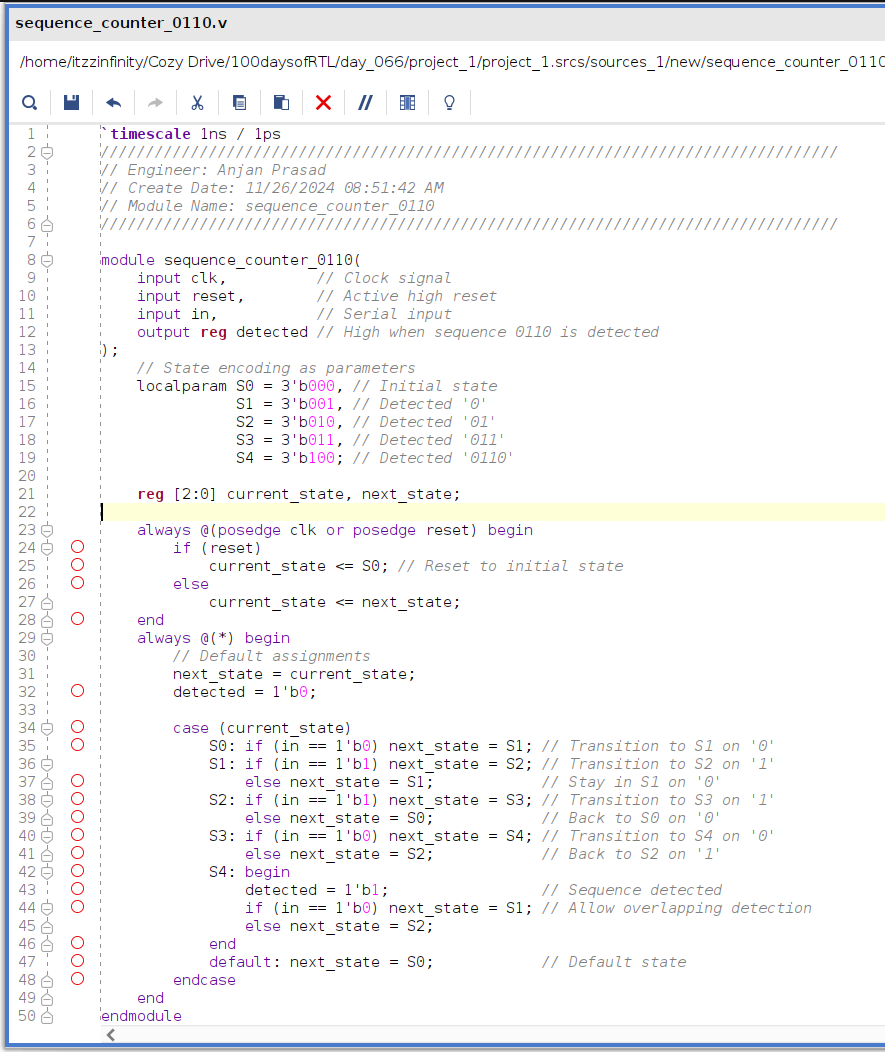 sequence_counter_0110.v
/home/itzzinfinity/Cozy Drive/100daysofRTL/day_066/project_1/project_1.srcs/sources_1/new/sequence_counter_0110
1 `timescale 1ns / 1ps
2 //////////////////////////////////////////////////////////////////////////////////
3 // Engineer: Anjan Prasad
4 // Create Date: 11/26/2024 08:51:42 AM
5 // Module Name: sequence_counter_0110
6 //////////////////////////////////////////////////////////////////////////////////
7
8 module sequence_counter_0110(
9     input clk,          // Clock signal
10     input reset,        // Active high reset
11     input in,           // Serial input
12     output reg detected // High when sequence 0110 is detected
13 );
14     // State encoding as parameters
15     localparam S0 = 3'b000, // Initial state
16                S1 = 3'b001, // Detected '0'
17                S2 = 3'b010, // Detected '01'
18                S3 = 3'b011, // Detected '011'
19                S4 = 3'b100; // Detected '0110'
20
21     reg [2:0] current_state, next_state;
22
23     always @(posedge clk or posedge reset) begin
24         if (reset)
25             current_state <= S0; // Reset to initial state
26         else
27             current_state <= next_state;
28     end
29     always @(*) begin
30         // Default assignments
31         next_state = current_state;
32         detected = 1'b0;
33
34         case (current_state)
35             S0: if (in == 1'b0) next_state = S1; // Transition to S1 on '0'
36             S1: if (in == 1'b1) next_state = S2; // Transition to S2 on '1'
37                 else next_state = S1;            // Stay in S1 on '0'
38             S2: if (in == 1'b1) next_state = S3; // Transition to S3 on '1'
39                 else next_state = S0;            // Back to S0 on '0'
40             S3: if (in == 1'b0) next_state = S4; // Transition to S4 on '0'
41                 else next_state = S2;            // Back to S2 on '1'
42             S4: begin
43                 detected = 1'b1;                 // Sequence detected
44                 if (in == 1'b0) next_state = S1; // Allow overlapping detection
45                 else next_state = S2;
46             end
47             default: next_state = S0;            // Default state
48         endcase
49     end
50 endmodule